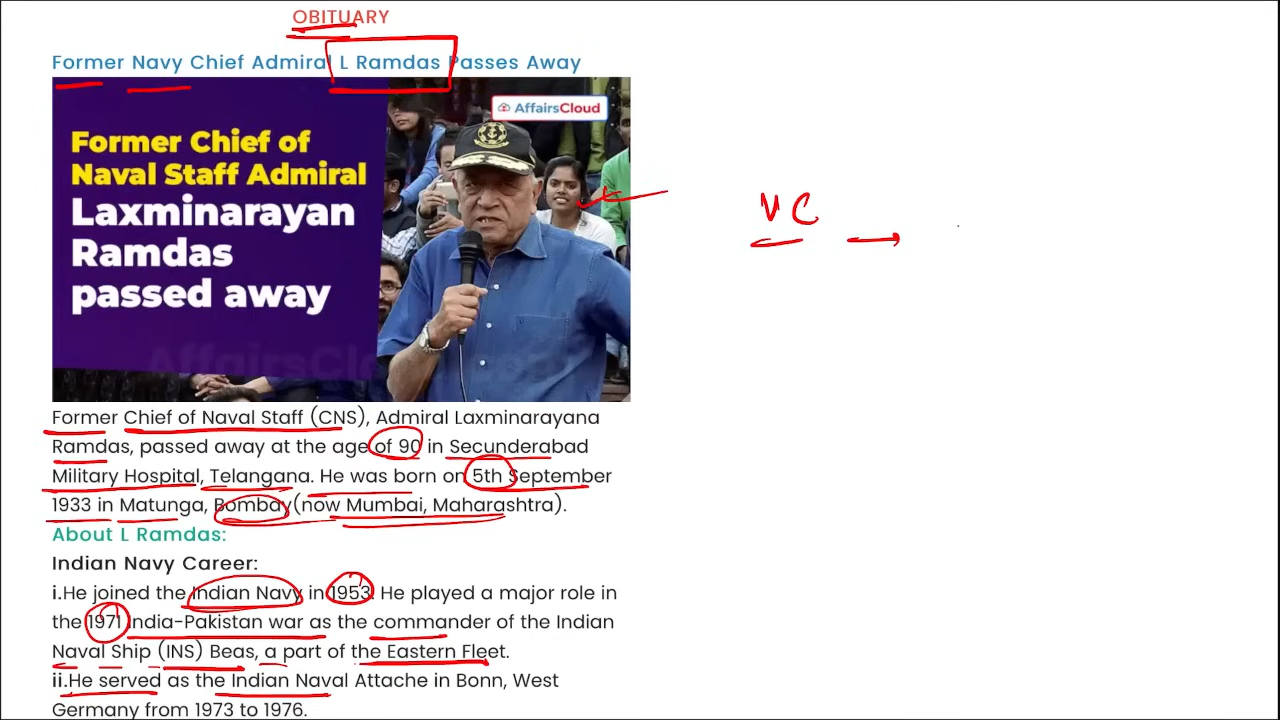 OBITUARY
Former Navy Chief Admiral L Ramdas Passes Away
AffairsCloud
Former Chief of
Naval Staff Admiral
Laxminarayan
Ramdas
passed away
VC
Former Chief of Naval Staff (CNS), Admiral Laxminarayana
Ramdas, passed away at the age of 90 in Secunderabad
Military Hospital, Telangana. He was born on 5th September
1933 in Matunga, Bombay(now Mumbai, Maharashtra).
About L Ramdas:
Indian Navy Career:
i.He joined the Indian Navy in 1953. He played a major role in
the 1971 India-Pakistan war as the commander of the Indian
Naval Ship (INS) Beas, a part of the Eastern Fleet.
ii.He served as the Indian Naval Attache in Bonn, West
Germany from 1973 to 1976.